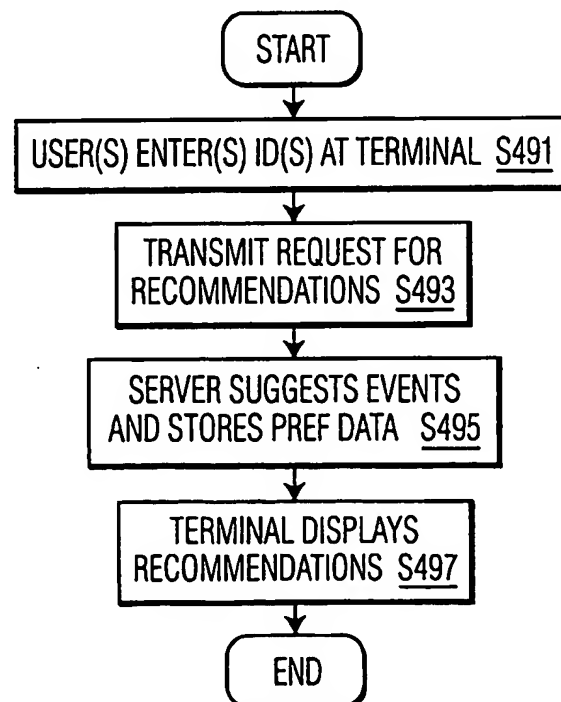 START
USER(S) ENTER(S) ID(S) AT TERMINAL S491
TRANSMIT REQUEST FOR
RECOMMENDATIONS S493
SERVER SUGGESTS EVENTS
AND STORES PREF DATA S495
TERMINAL DISPLAYS
RECOMMENDATIONS S497
END